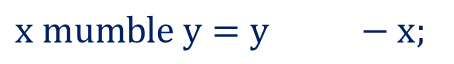 x mumble y = y − x;